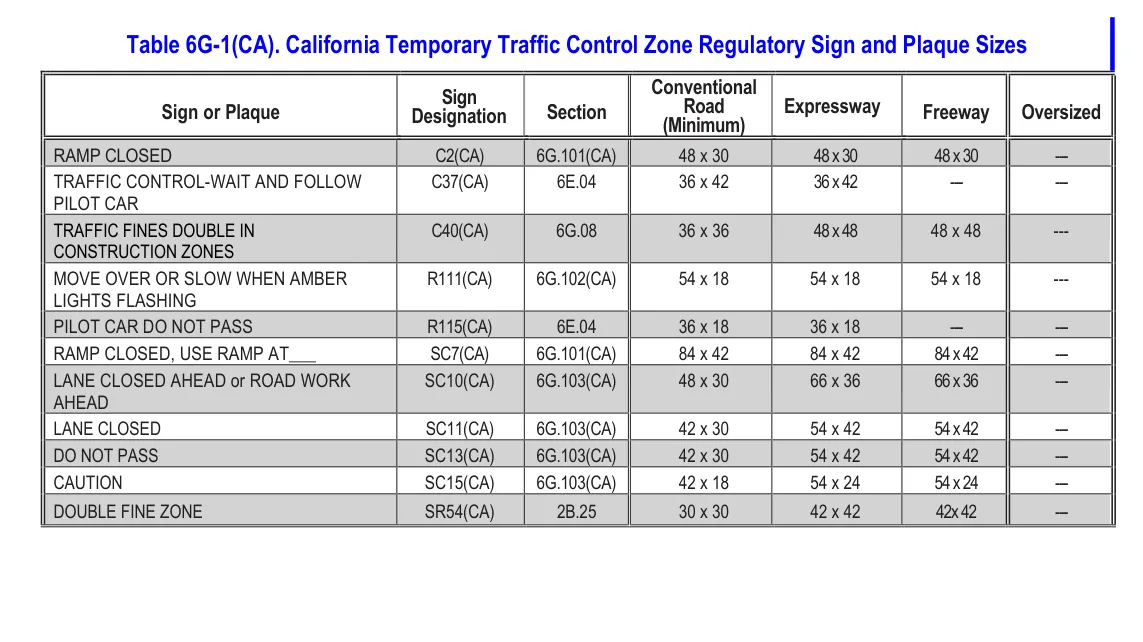 Table 6G-1(CA). California Temporary Traffic Control Zone Regulatory Sign and Plaque Sizes
Sign or Plaque | Sign Designation | Section | Conventional Road (Minimum) | Expressway | Freeway | Oversized
RAMP CLOSED | C2(CA) | 6G.101(CA) | 48 x 30 | 48 x 30 | 48 x 30 | ---
TRAFFIC CONTROL-WAIT AND FOLLOW PILOT CAR | C37(CA) | 6E.04 | 36 x 42 | 36 x 42 | --- | ---
TRAFFIC FINES DOUBLE IN CONSTRUCTION ZONES | C40(CA) | 6G.08 | 36 x 36 | 48 x 48 | 48 x 48 | ---
MOVE OVER OR SLOW WHEN AMBER LIGHTS FLASHING | R111(CA) | 6G.102(CA) | 54 x 18 | 54 x 18 | 54 x 18 | ---
PILOT CAR DO NOT PASS | R115(CA) | 6E.04 | 36 x 18 | 36 x 18 | --- | ---
RAMP CLOSED, USE RAMP AT___ | SC7(CA) | 6G.101(CA) | 84 x 42 | 84 x 42 | 84 x 42 | ---
LANE CLOSED AHEAD or ROAD WORK AHEAD | SC10(CA) | 6G.103(CA) | 48 x 30 | 66 x 36 | 66 x 36 | ---
LANE CLOSED | SC11(CA) | 6G.103(CA) | 42 x 30 | 54 x 42 | 54 x 42 | ---
DO NOT PASS | SC13(CA) | 6G.103(CA) | 42 x 30 | 54 x 42 | 54 x 42 | ---
CAUTION | SC15(CA) | 6G.103(CA) | 42 x 18 | 54 x 24 | 54 x 24 | ---
DOUBLE FINE ZONE | SR54(CA) | 2B.25 | 30 x 30 | 42 x 42 | 42x 42 | ---